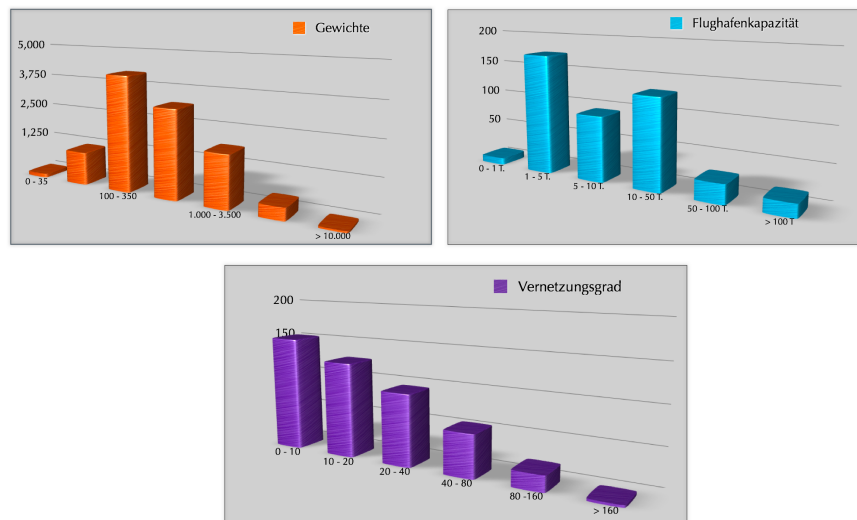 Gewichte
5,000
3,750
2,500
1,250
0 - 35
100 - 350
1.000 - 3.500
> 10.000
Flughafenkapazität
200
150
100
50
0 - 1 T.
1 - 5 T.
5 - 10 T.
10 - 50 T.
50 - 100 T.
> 100 T
Vernetzungsgrad
200
150
0 - 10
10 - 20
20 - 40
40 - 80
80 -160
> 160